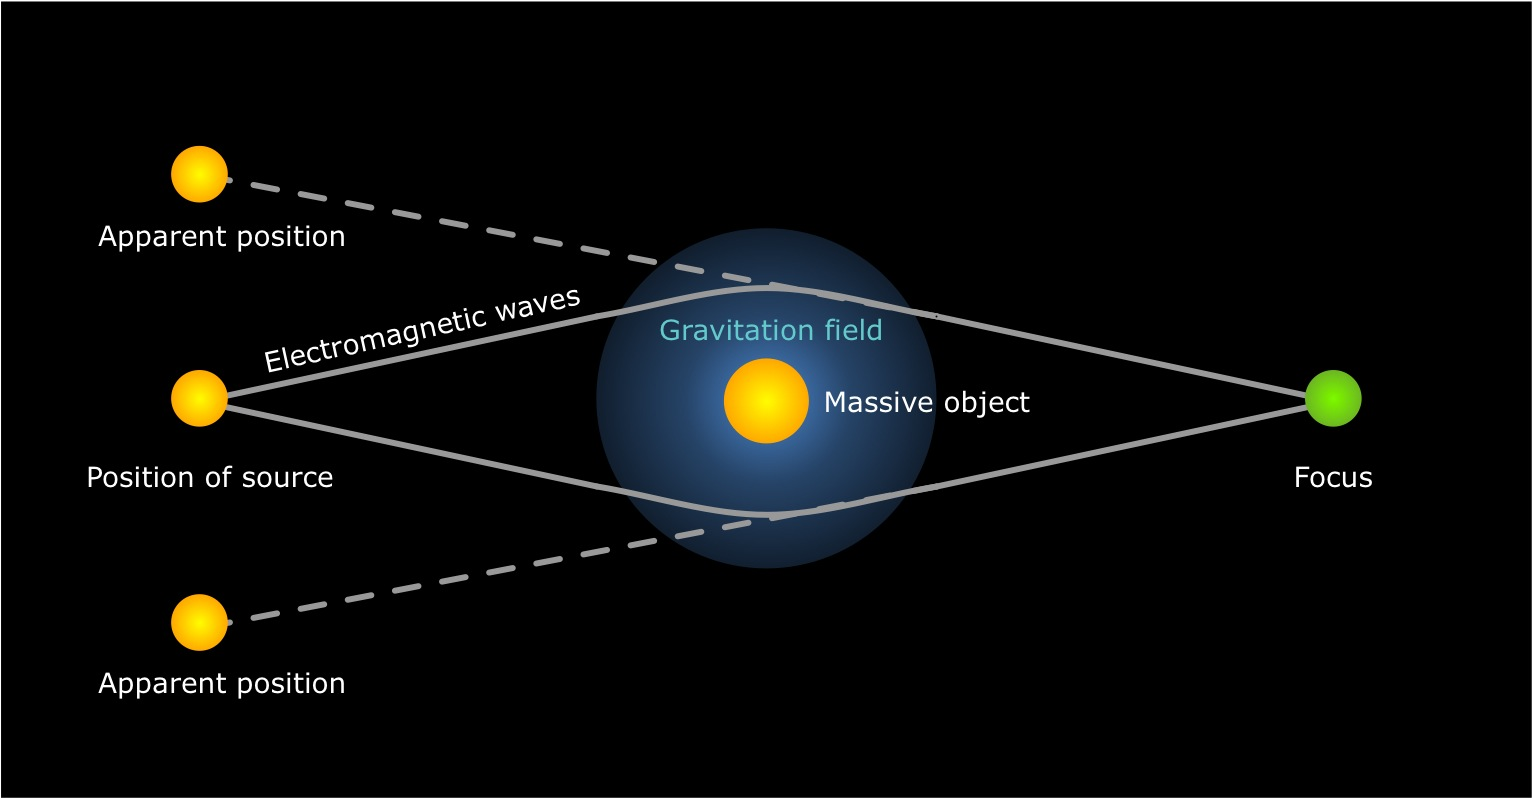 Apparent position
Electromagnetic waves
Gravitation field
Massive object
Position of source
Focus
Apparent position